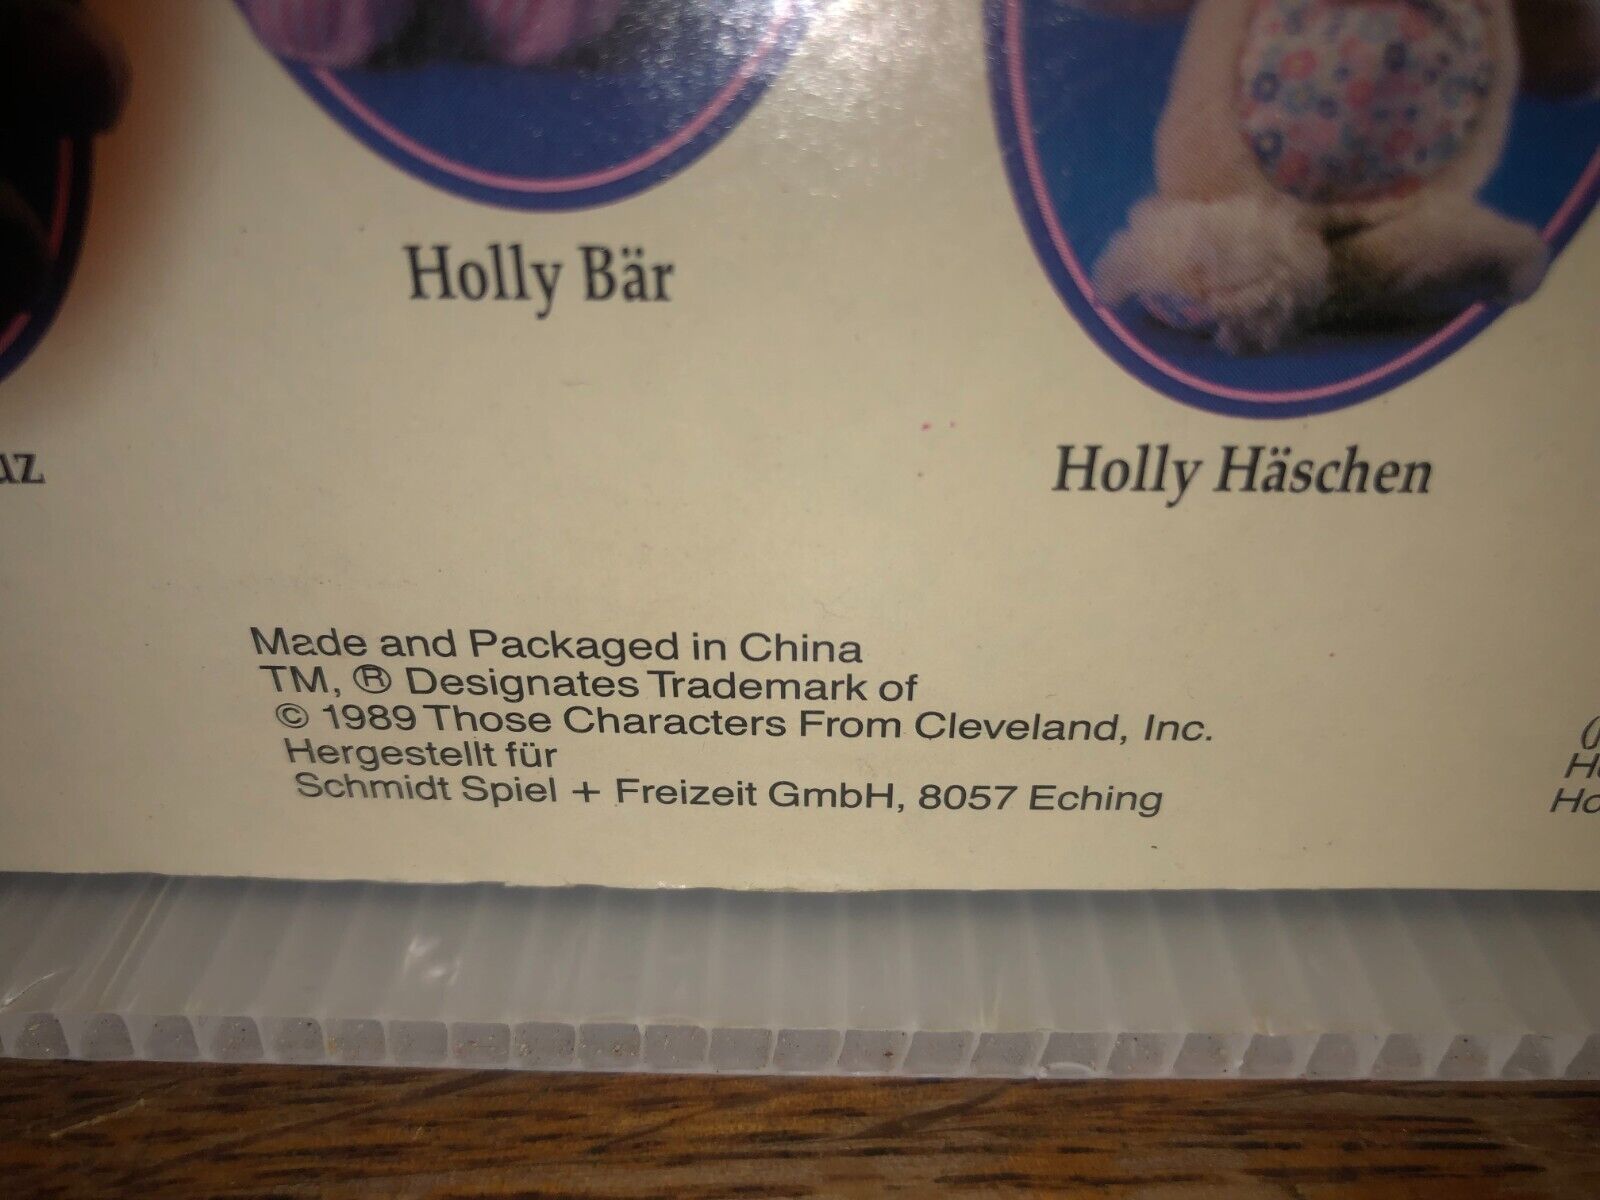 Holly Bär
Holly Häschen
Made and Packaged in China
TM, ® Designates Trademark of
© 1989 Those Characters From Cleveland, Inc.
Hergestellt für
Schmidt Spiel + Freizeit GmbH, 8057 Eching